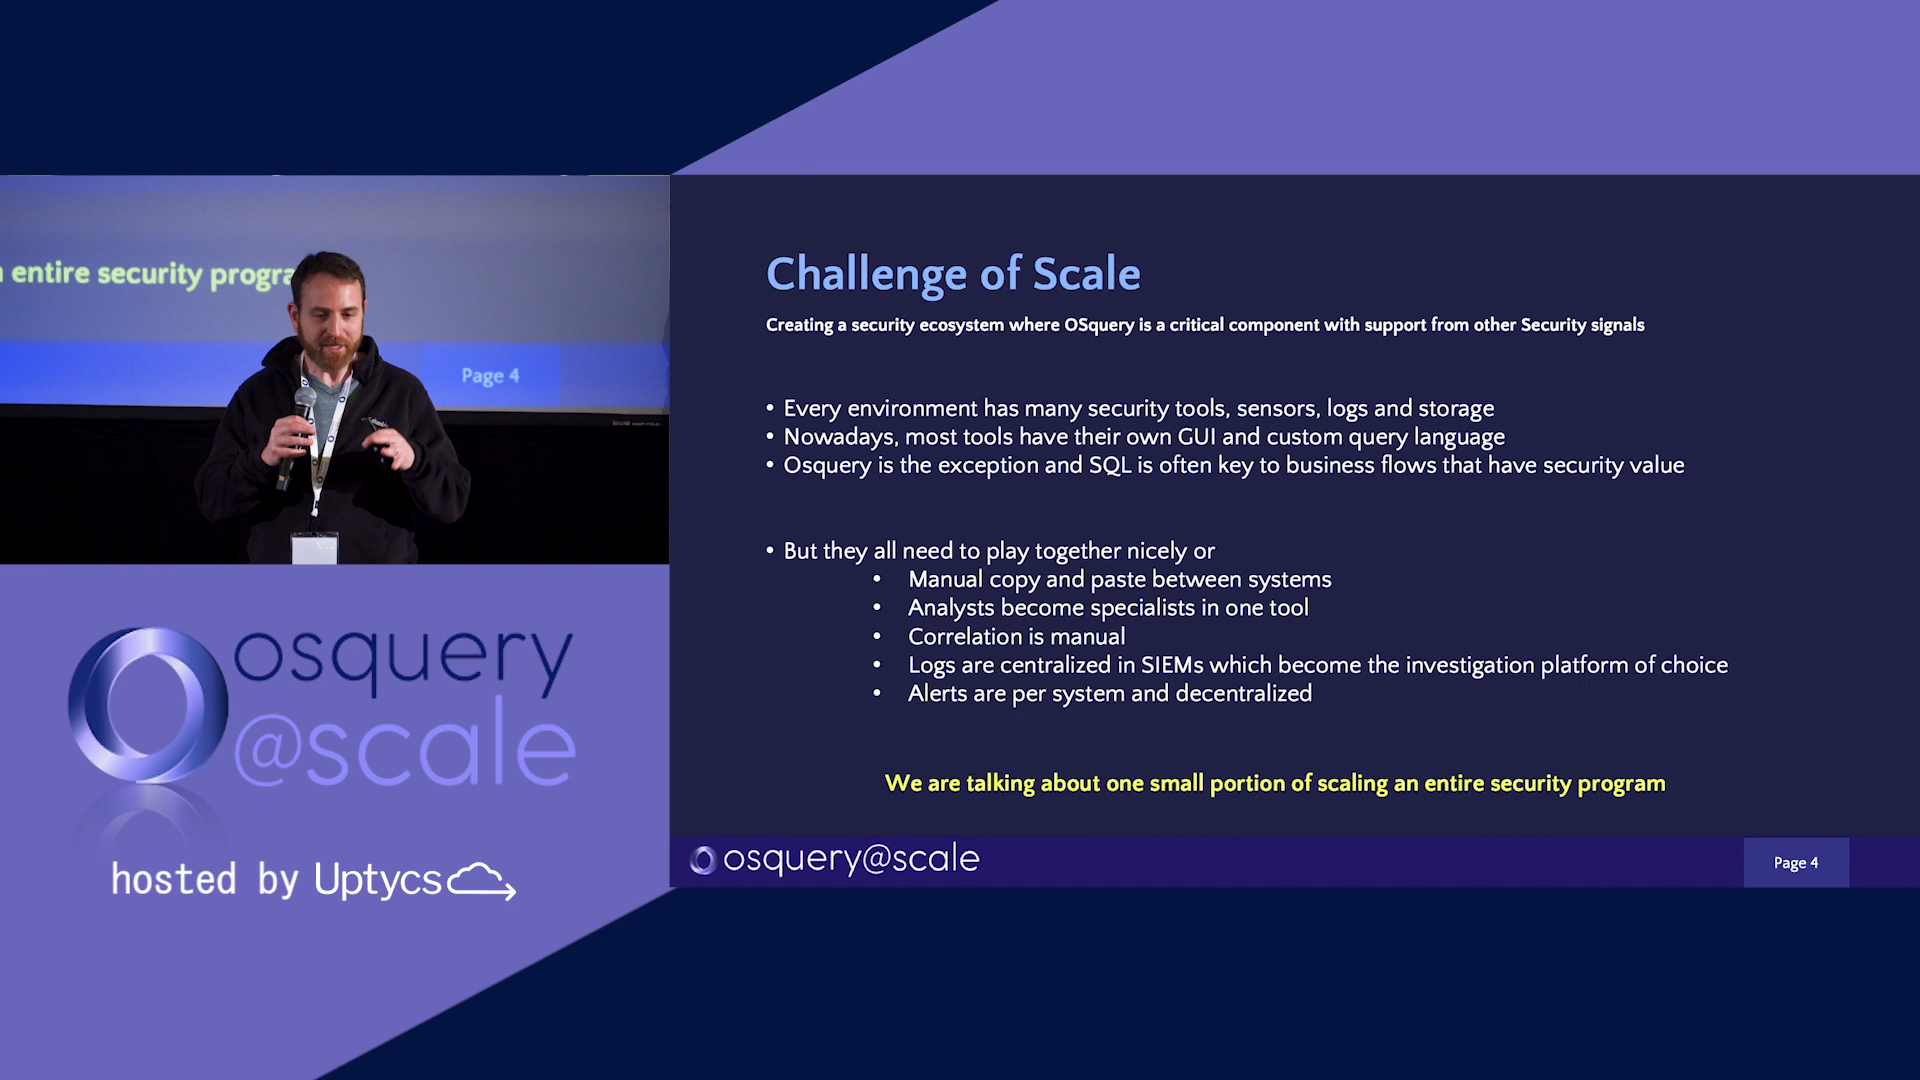 entire security progra
Page 4
osquery
@scale
hosted by Uptycs
Challenge of Scale
Creating a security ecosystem where OSquery is a critical component with support from other Security signals
• Every environment has many security tools, sensors, logs and storage
• Nowadays, most tools have their own GUI and custom query language
• Osquery is the exception and SQL is often key to business flows that have security value
• But they all need to play together nicely or
• Manual copy and paste between systems
• Analysts become specialists in one tool
• Correlation is manual
• Logs are centralized in SIEMs which become the investigation platform of choice
• Alerts are per system and decentralized
We are talking about one small portion of scaling an entire security program
osquery@scale
Page 4